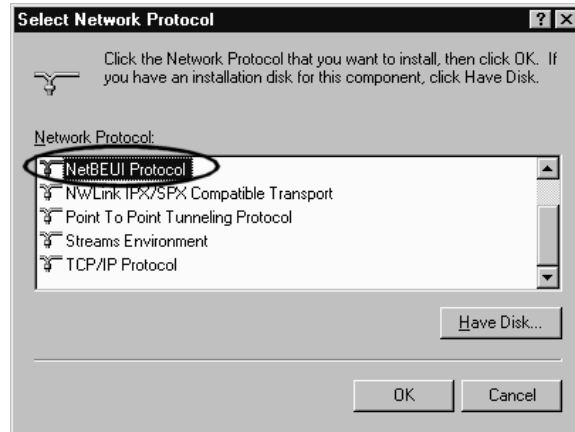 Select Network Protocol
Click the Network Protocol that you want to install, then click OK. If
you have an installation disk for this component, click Have Disk.
Network Protocol:
NetBEUI Protocol
NWLink IPX/SPX Compatible Transport
Point To Point Tunneling Protocol
Streams Environment
TCP/IP Protocol
Have Disk...
OK Cancel